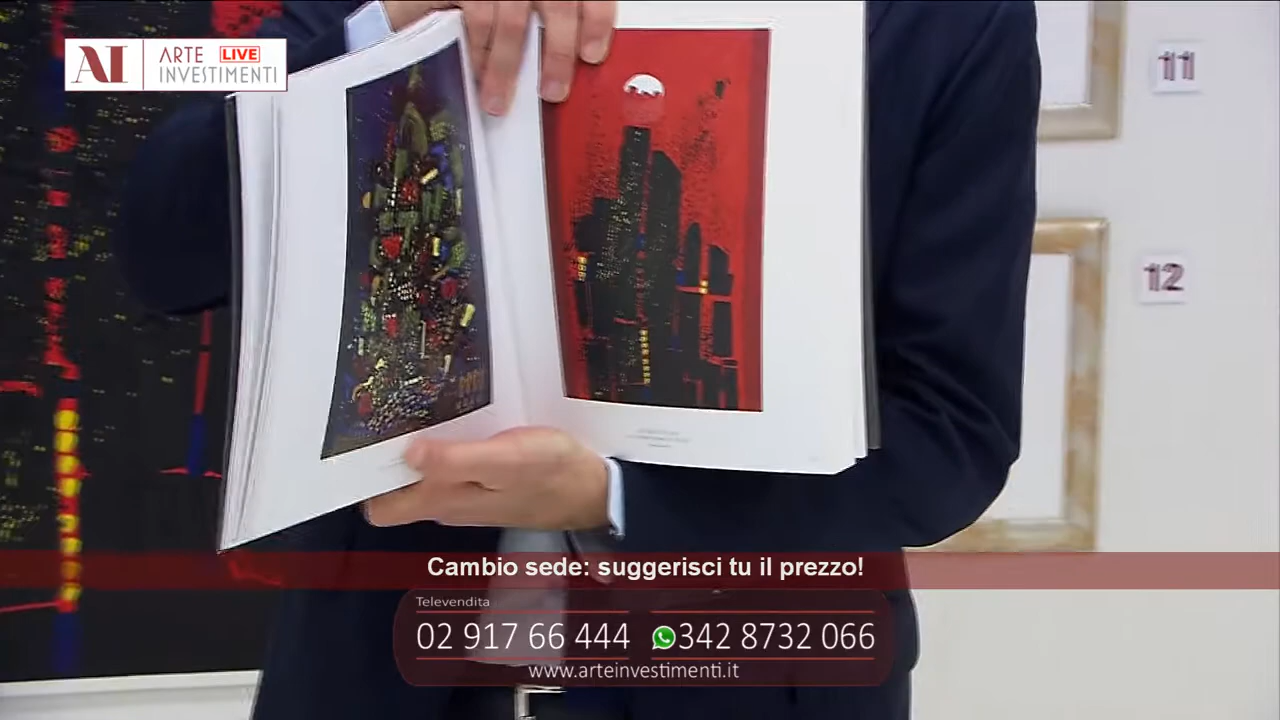 AI
ARTE LIVE
INVESTIMENTI
11
12
Cambio sede: suggerisci tu il prezzo!
Televendita
02 917 66 444 342 8732 066
www.arteinvestimenti.it